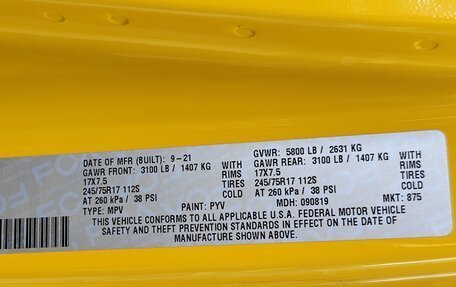 DATE OF MFR (BUILT): 9-21 GVWR: 5800 LB / 2631 KG
GAWR FRONT: 3100 LB / 1407 KG WITH GAWR REAR: 3100 LB / 1407 KG WITH
17X7.5 RIMS 17X7.5 RIMS
245/75R17 112S TIRES 245/75R17 112S TIRES
AT 260 kPa / 38 PSI COLD AT 260 kPa / 38 PSI COLD
TYPE: MPV PAINT: PYV MDH: 090819 MKT: 875
THIS VEHICLE CONFORMS TO ALL APPLICABLE U.S.A. FEDERAL MOTOR VEHICLE
SAFETY AND THEFT PREVENTION STANDARDS IN EFFECT ON THE DATE OF
MANUFACTURE SHOWN ABOVE.